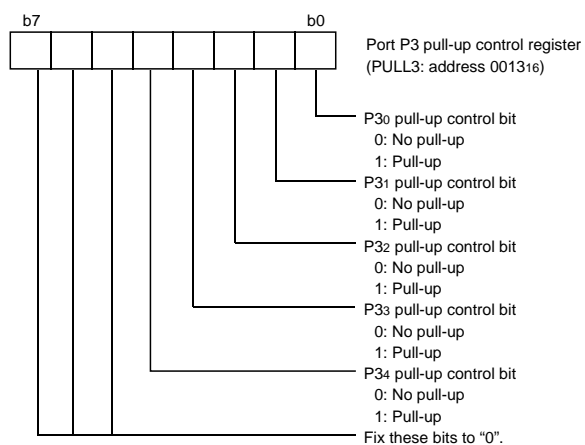 b7 b0
Port P3 pull-up control register
(PULL3: address 001316)
P30 pull-up control bit
0: No pull-up
1: Pull-up
P31 pull-up control bit
0: No pull-up
1: Pull-up
P32 pull-up control bit
0: No pull-up
1: Pull-up
P33 pull-up control bit
0: No pull-up
1: Pull-up
P34 pull-up control bit
0: No pull-up
1: Pull-up
Fix these bits to “0”.